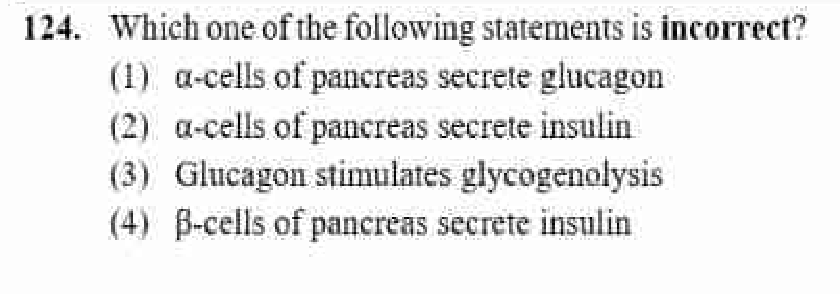 124. Which one of the following statements is incorrect?
(1) α-cells of pancreas secrete glucagon
(2) α-cells of pancreas secrete insulin
(3) Glucagon stimulates glycogenolysis
(4) β-cells of pancreas secrete insulin